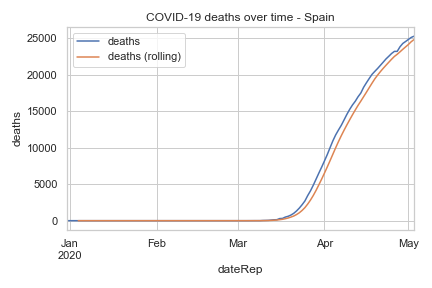 COVID-19 deaths over time - Spain
deaths
deaths (rolling)
25000
20000
15000
10000
5000
0
deaths
Jan Feb Mar Apr May
2020
dateRep